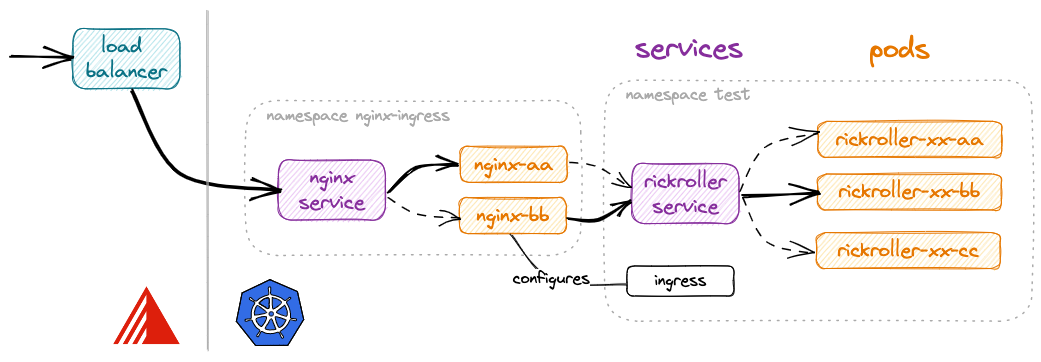 load
balancer
services
pods
namespace nginx-ingress
namespace test
nginx
service
nginx-aa
nginx-bb
configures
rickroller
service
ingress
rickroller-xx-aa
rickroller-xx-bb
rickroller-xx-cc